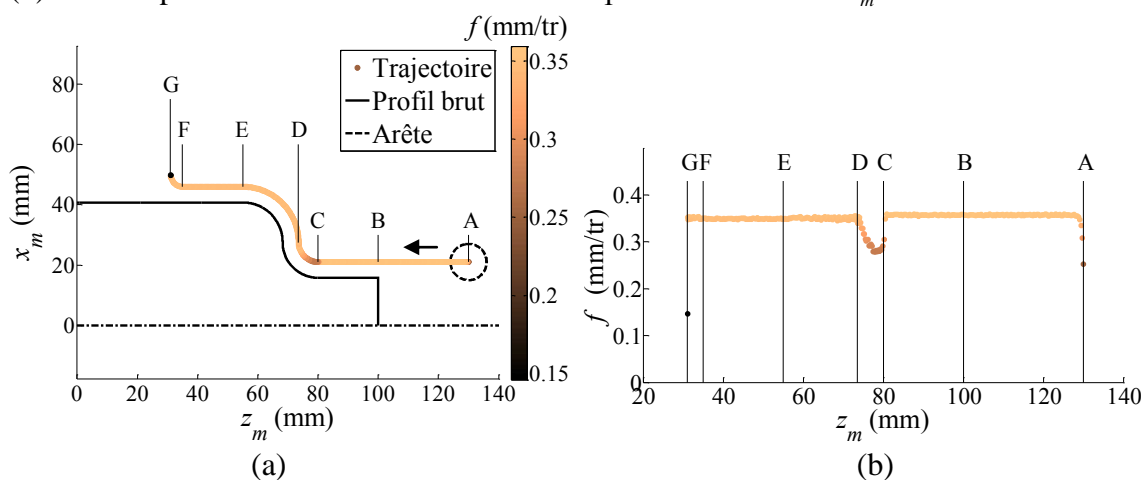 f (mm/tr)
Trajectoire
Profil brut
Arête
G
F
E
D
C
B
A
0.35
0.3
0.25
0.2
0.15
80
60
40
20
0
x_m (mm)
0 20 40 60 80 100 120 140
z_m (mm)
(a)
GF E D C B A
0.4
0.3
0.2
0.1
0
f (mm/tr)
20 40 60 80 100 120 140
z_m (mm)
(b)